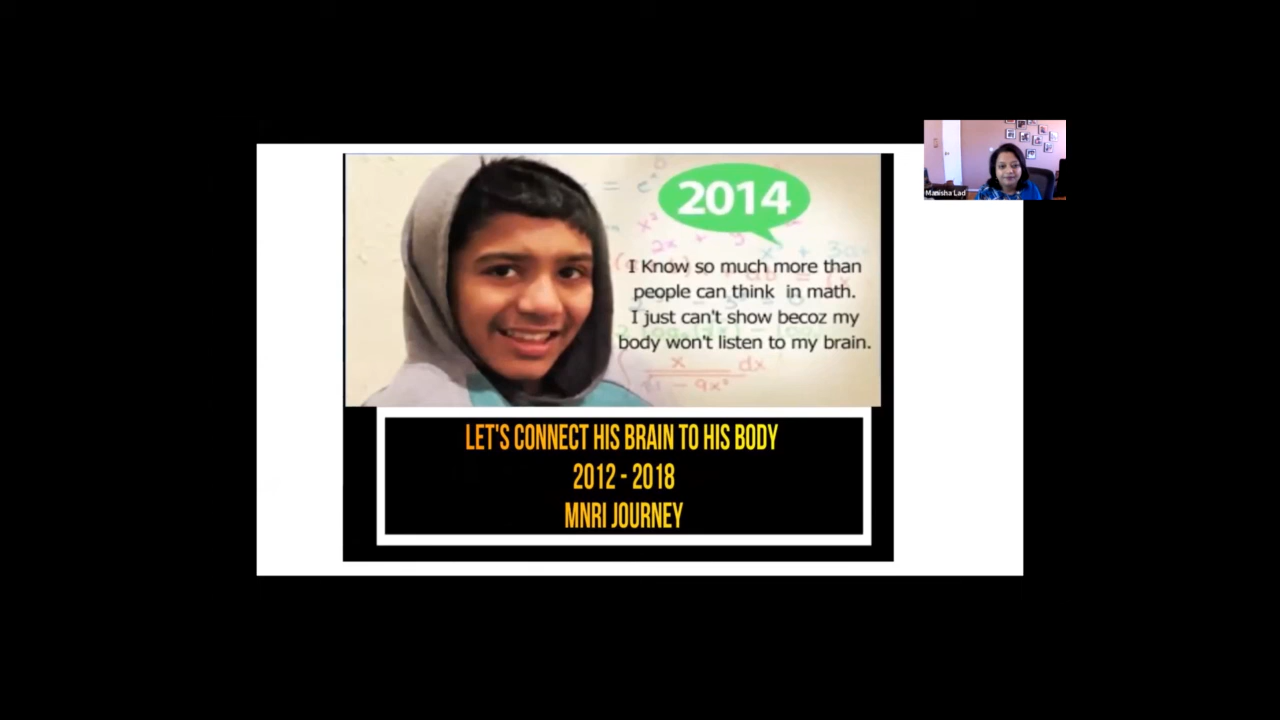 2014
I Know so much more than
people can think in math.
I just can't show becoz my
body won't listen to my brain.
LET'S CONNECT HIS BRAIN TO HIS BODY
2012 - 2018
MNRI JOURNEY
Manisha Lad